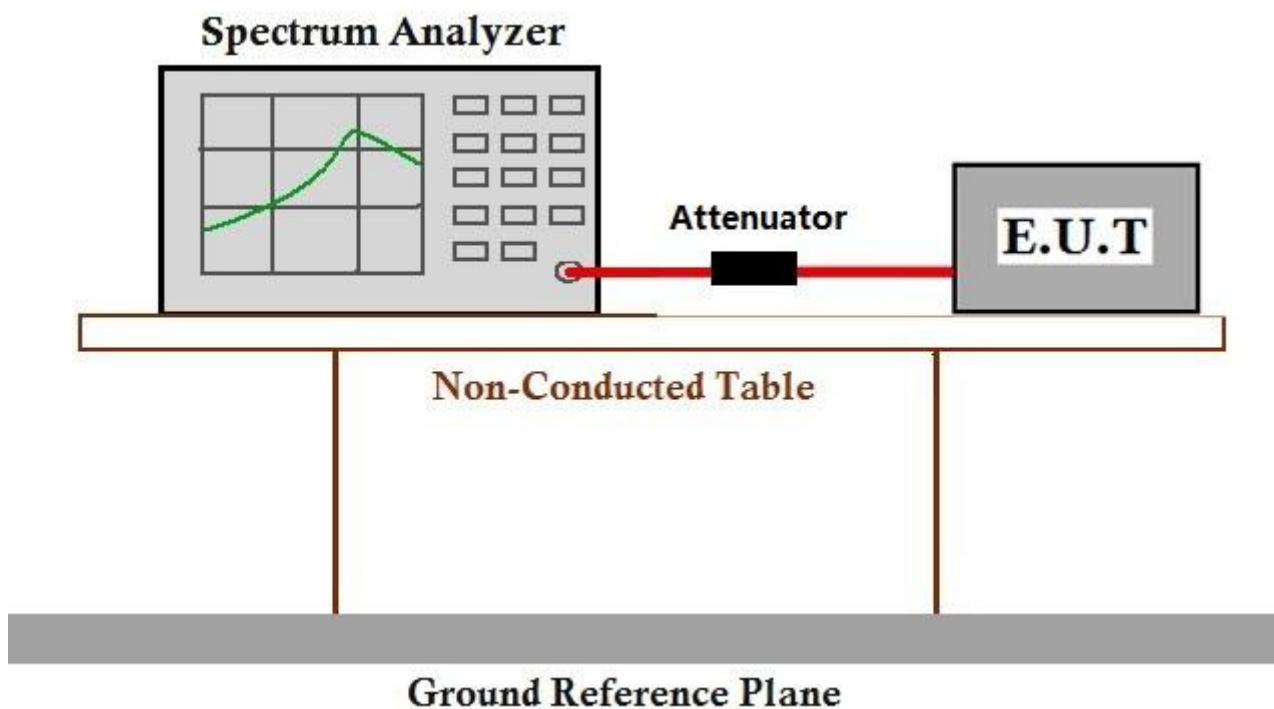 Spectrum Analyzer
Attenuator
E.U.T
Non-Conducted Table
Ground Reference Plane